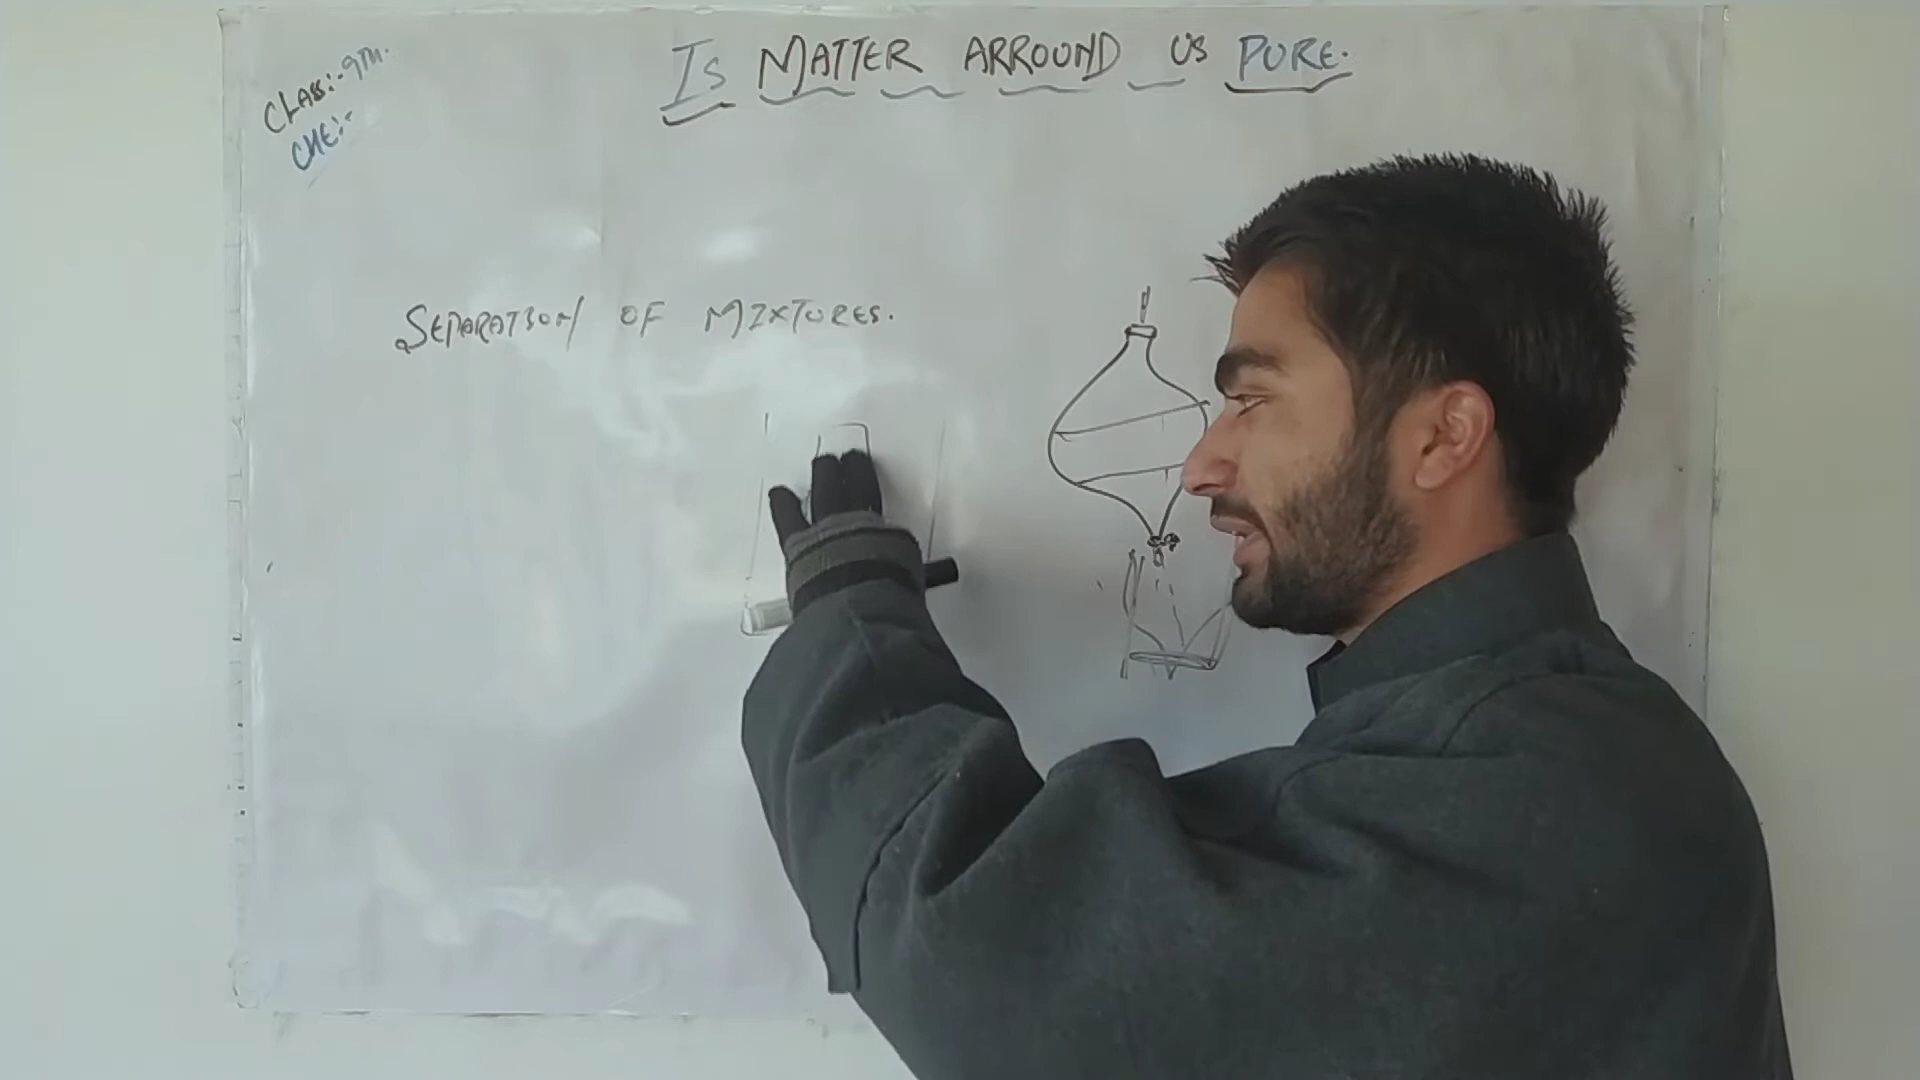 IS MATTER ARROUND US PURE.
CLASS:- 9TH.
CHE:-
SEPARATION OF MIXTURES.